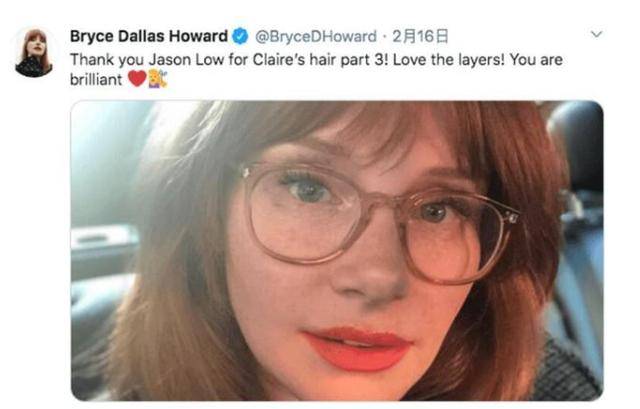 Bryce Dallas Howard @BryceDHoward · 2月16日
Thank you Jason Low for Claire's hair part 3! Love the layers! You are
brilliant ❤️💇‍♀️